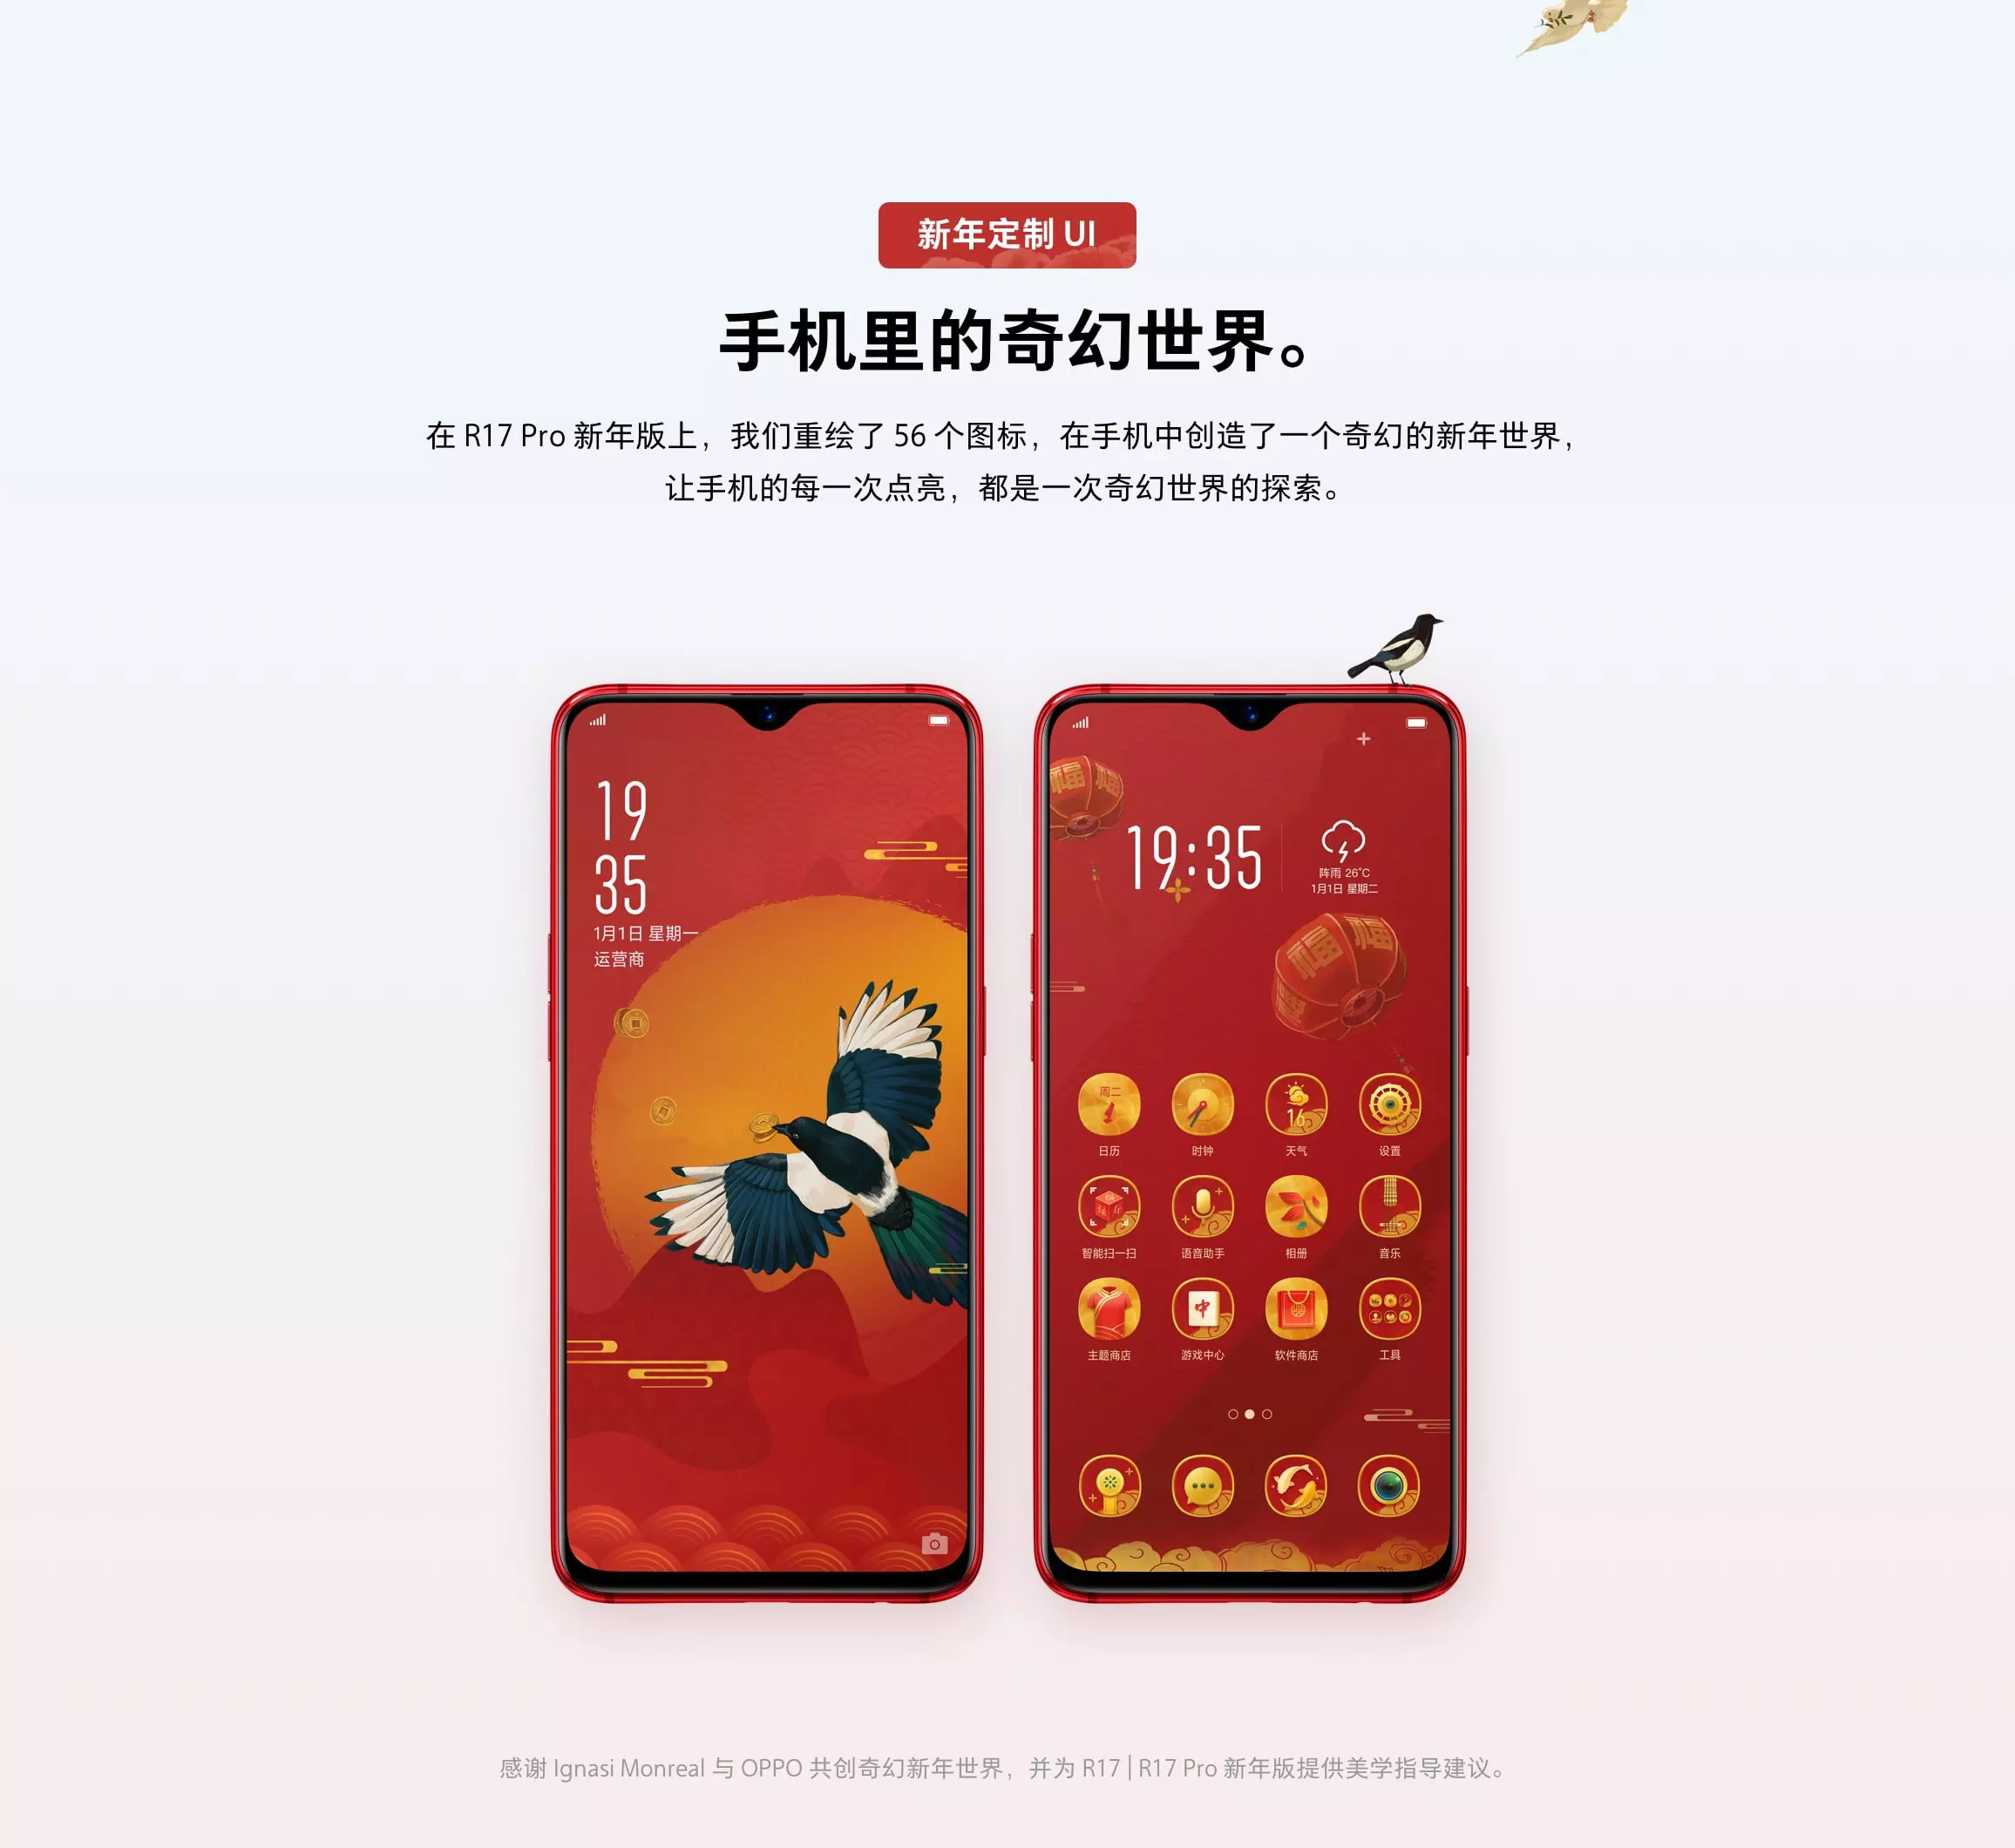 新年定制 UI
手机里的奇幻世界。
在 R17 Pro 新年版上，我们重绘了 56 个图标，在手机中创造了一个奇幻的新年世界，
让手机的每一次点亮，都是一次奇幻世界的探索。
19
35
1月1日 星期一
运营商
福 福
19:35
阵雨 26°C
1月1日 星期二
福 福
周二
16
日历 时钟 天气 设置
智能扫一扫 语音助手 相册 音乐
中
主题商店 游戏中心 软件商店 工具
感谢 Ignasi Monreal 与 OPPO 共创奇幻新年世界，并为 R17 | R17 Pro 新年版提供美学指导建议。